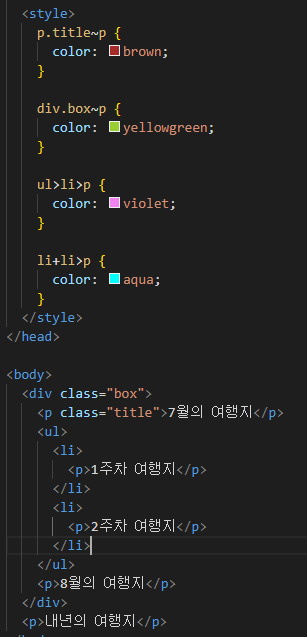 <style>
p.title~p {
color: brown;
}
div.box~p {
color: yellowgreen;
}
ul>li>p {
color: violet;
}
li+li>p {
color: aqua;
}
</style>
</head>
<body>
<div class="box">
<p class="title">7월의 여행지</p>
<ul>
<li>
<p>1주차 여행지</p>
</li>
<li>
<p>2주차 여행지</p>
</li>
</ul>
<p>8월의 여행지</p>
</div>
<p>내년의 여행지</p>